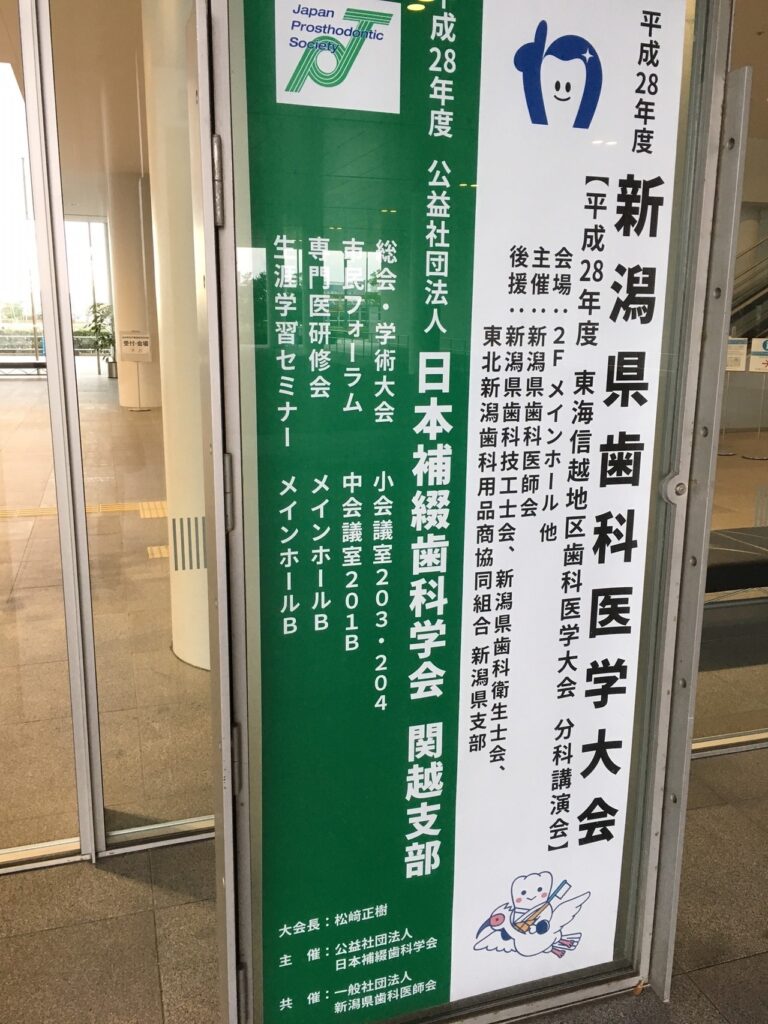 平成28年度 新潟県歯科医学大会
【平成28年度 東海信越地区歯科医学大会 分科講演会】
会場：2F メインホール 他
主催：新潟県歯科医師会
後援：新潟県歯科技工士会、新潟県歯科衛生士会、
東北新潟歯科用品商協同組合 新潟県支部
Japan
Prosthodontic
Society
平成28年度 公益社団法人 日本補綴歯科学会 関越支部
総会・学術大会 小会議室203・204
市民フォーラム 中会議室201B
専門医研修会 メインホールB
生涯学習セミナー メインホールB
大会長：松﨑正樹
主 催：公益社団法人
日本補綴歯科学会
共 催：一般社団法人
新潟県歯科医師会
受付・会場